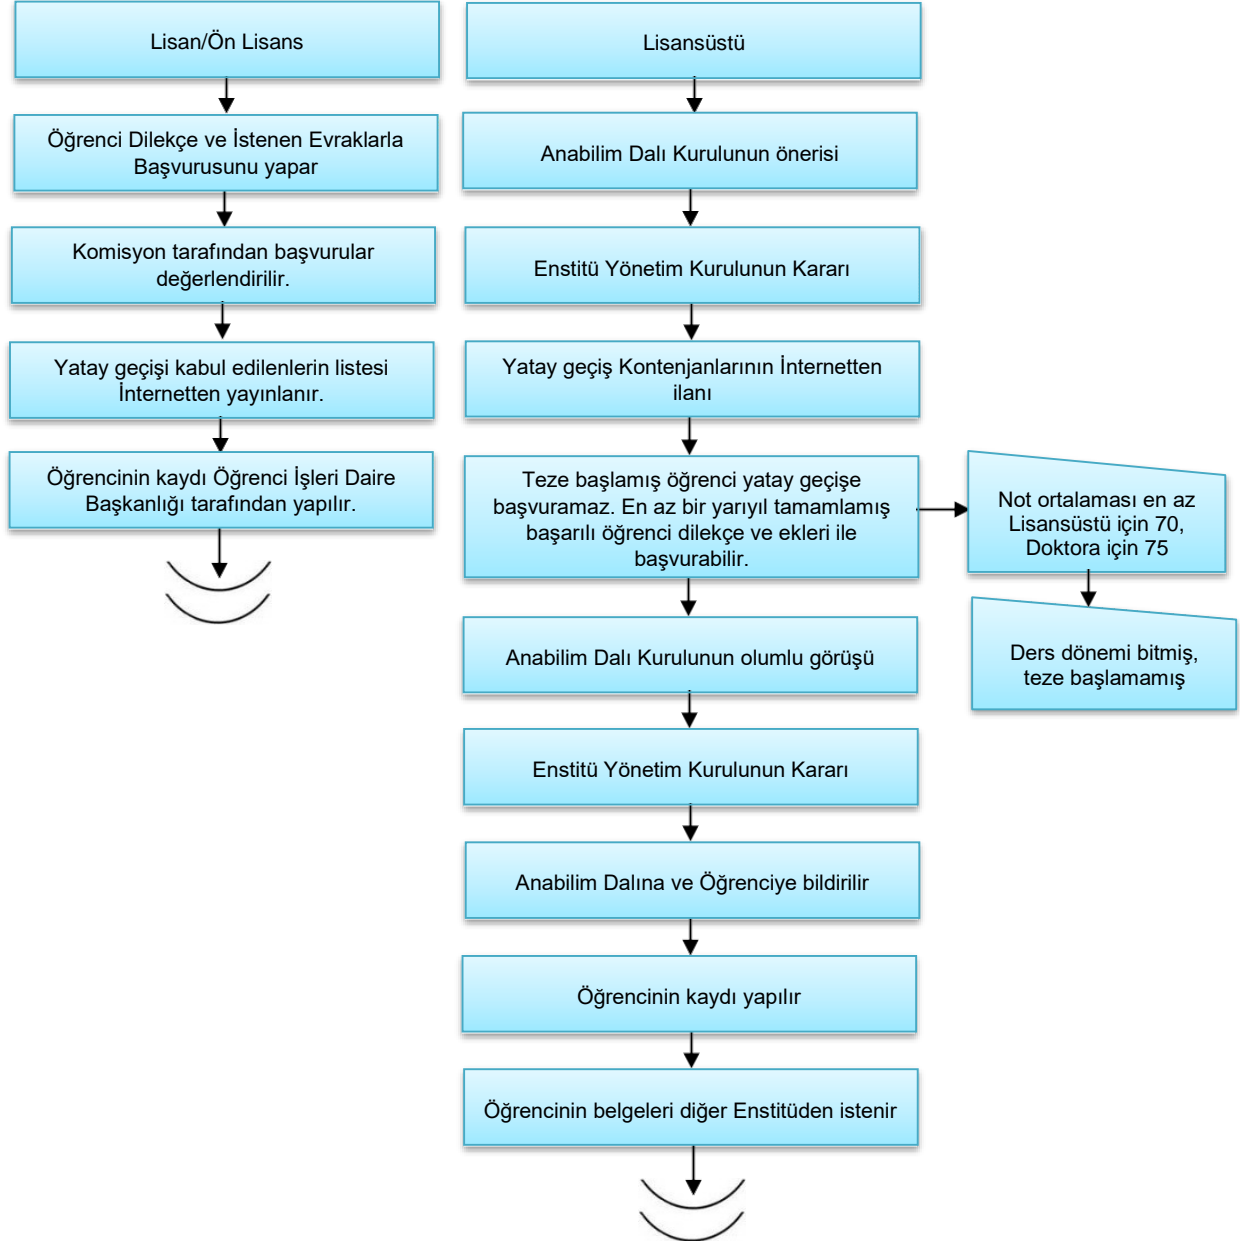 Lisan/Ön Lisans
Öğrenci Dilekçe ve İstenen Evraklarla
Başvurusunu yapar
Komisyon tarafından başvurular
değerlendirilir.
Yatay geçişi kabul edilenlerin listesi
İnternetten yayınlanır.
Öğrencinin kaydı Öğrenci İşleri Daire
Başkanlığı tarafından yapılır.
Lisansüstü
Anabilim Dalı Kurulunun önerisi
Enstitü Yönetim Kurulunun Kararı
Yatay geçiş Kontenjanlarının İnternetten
ilanı
Teze başlamış öğrenci yatay geçişe
başvuramaz. En az bir yarıyıl tamamlamış
başarılı öğrenci dilekçe ve ekleri ile
başvurabilir.
Not ortalaması en az
Lisansüstü için 70,
Doktora için 75
Ders dönemi bitmiş,
teze başlamamış
Anabilim Dalı Kurulunun olumlu görüşü
Enstitü Yönetim Kurulunun Kararı
Anabilim Dalına ve Öğrenciye bildirilir
Öğrencinin kaydı yapılır
Öğrencinin belgeleri diğer Enstitüden istenir